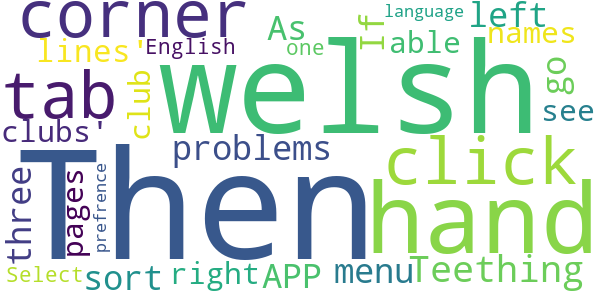 corner
language
left
As
If
names
lines'
English
one
able
welsh
tab
club
go
see
clubs'
problems
click
Then
hand
three
pages
prefrence
Select
sort
right
APP
menu
Teething